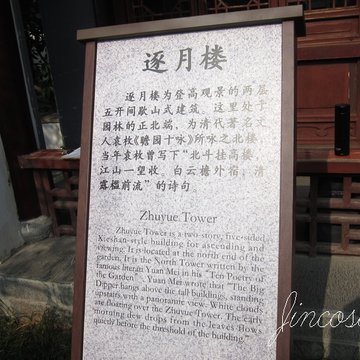 逐月楼
逐月楼为登高观景的两层
五开间歇山式建筑。这里处于
园林的正北端，为清代著名文
人袁枚《瞻园十咏》所咏之北楼，
当年袁枚曾写下“北斗挂高楼，
江山一望收。白云檐外宿，清
露槛前流”的诗句。
Zhuyue Tower
Zhuyue Tower is a two-story, five-sided,
Xieshan-style building for ascending and
viewing. It is located at the north end of the
garden. It is the North Tower written by the
famous literati Yuan Mei in his "Ten Poetry of
the Garden". Yuan Mei wrote that "The Big
Dipper hangs above the tall buildings, standing
upstairs with a panoramic view. White clouds
are floating over the Zhuyue Tower. The early
morning dew drops from the leaves flows
quietly before the threshold of the building."
Jincos